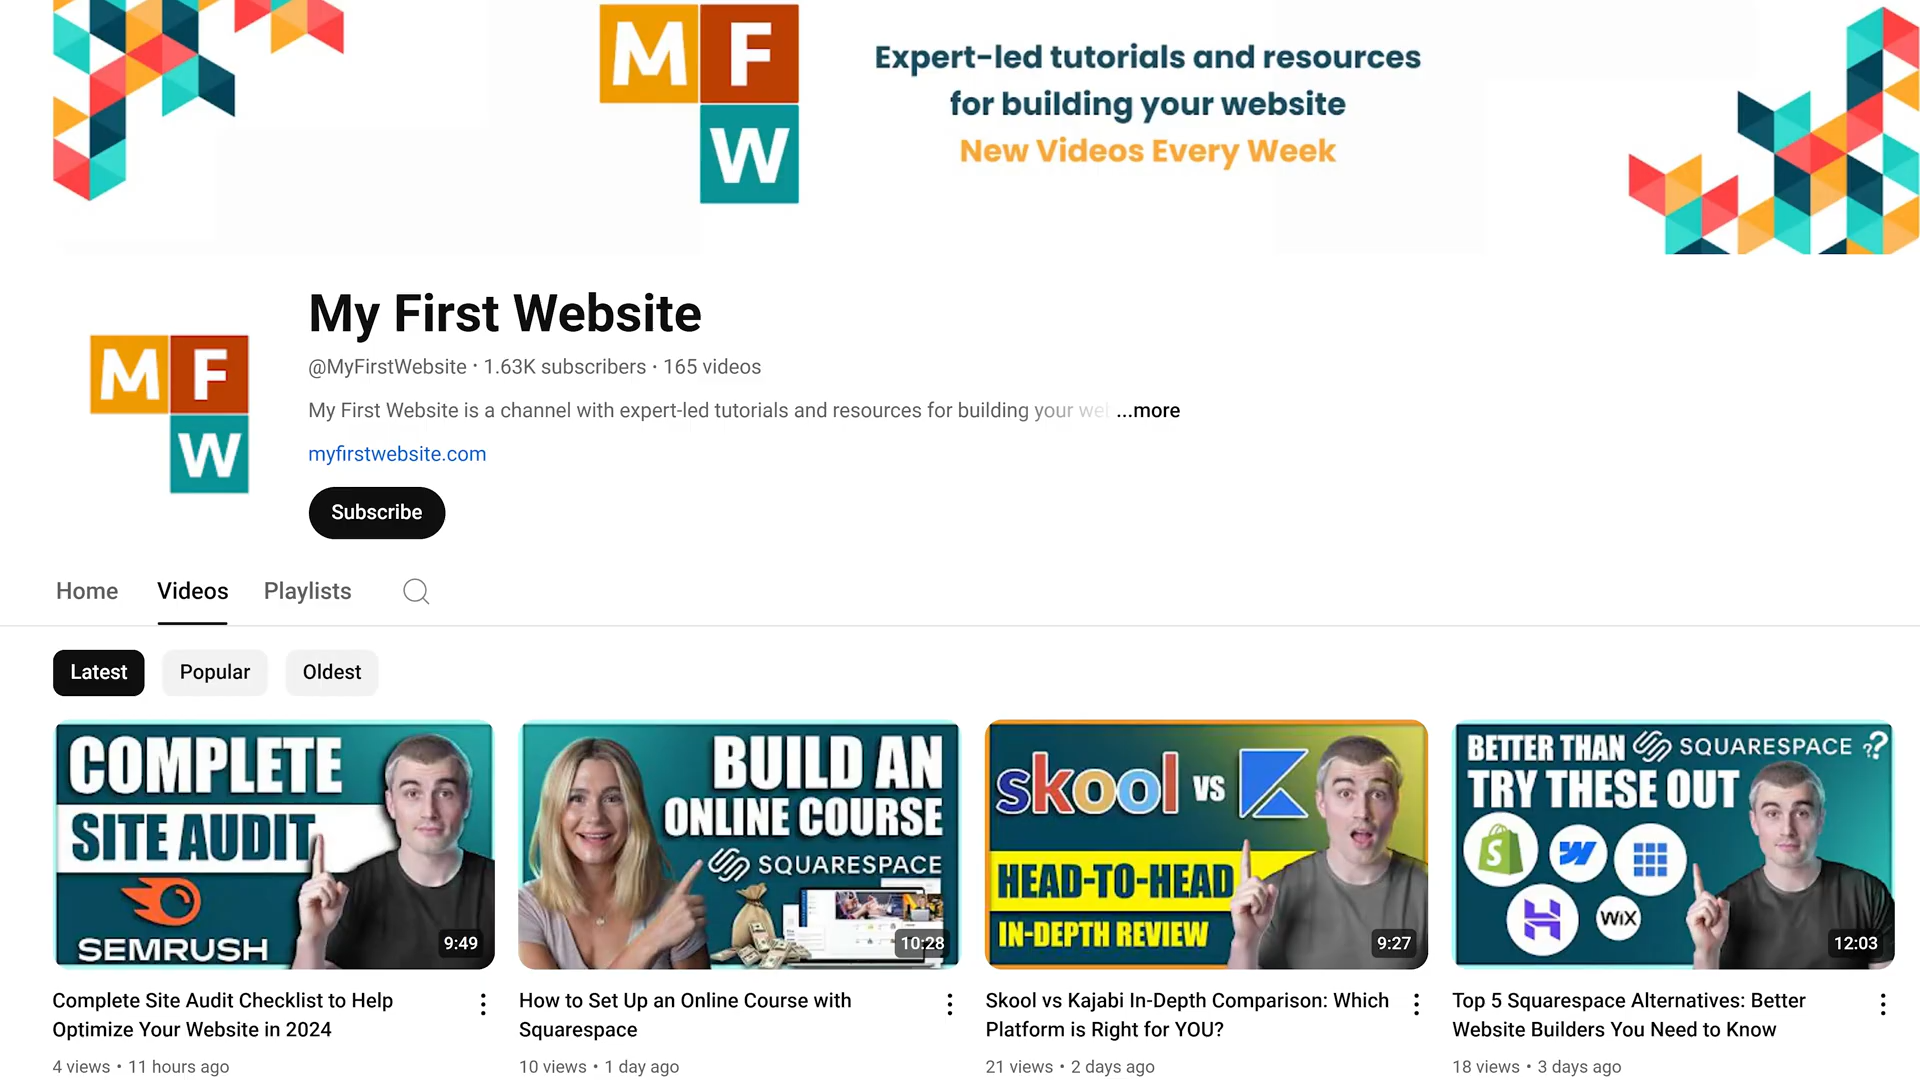 M F
W
Expert-led tutorials and resources
for building your website
New Videos Every Week
M F
W
My First Website
@MyFirstWebsite • 1.63K subscribers • 165 videos
My First Website is a channel with expert-led tutorials and resources for building your wel ...more
myfirstwebsite.com
Subscribe
Home Videos Playlists
Latest Popular Oldest
COMPLETE
SITE AUDIT
SEMRUSH
9:49
BUILD AN
ONLINE COURSE
SQUARESPACE
10:28
skool VS
HEAD-TO-HEAD
IN-DEPTH REVIEW
9:27
BETTER THAN SQUARESPACE ??
TRY THESE OUT
S
W
H
WIX
12:03
Complete Site Audit Checklist to Help
Optimize Your Website in 2024
4 views • 11 hours ago
How to Set Up an Online Course with
Squarespace
10 views • 1 day ago
Skool vs Kajabi In-Depth Comparison: Which
Platform is Right for YOU?
21 views • 2 days ago
Top 5 Squarespace Alternatives: Better
Website Builders You Need to Know
18 views • 3 days ago